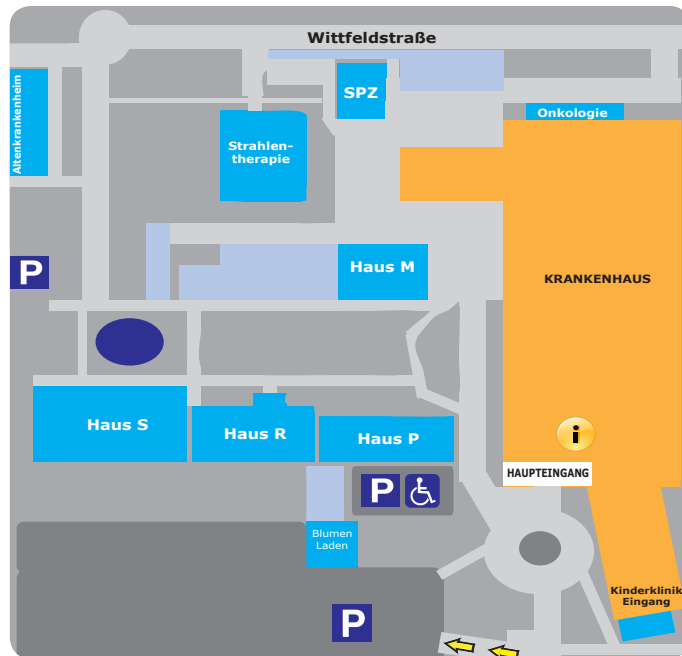 Wittfeldstraße
Altenkrankenheim
SPZ
Onkologie
Strahlen-
therapie
P
Haus M
KRANKENHAUS
Haus S
Haus R
Haus P
i
HAUPTEINGANG
P
Blumen
Laden
Kinderklinik
Eingang
P